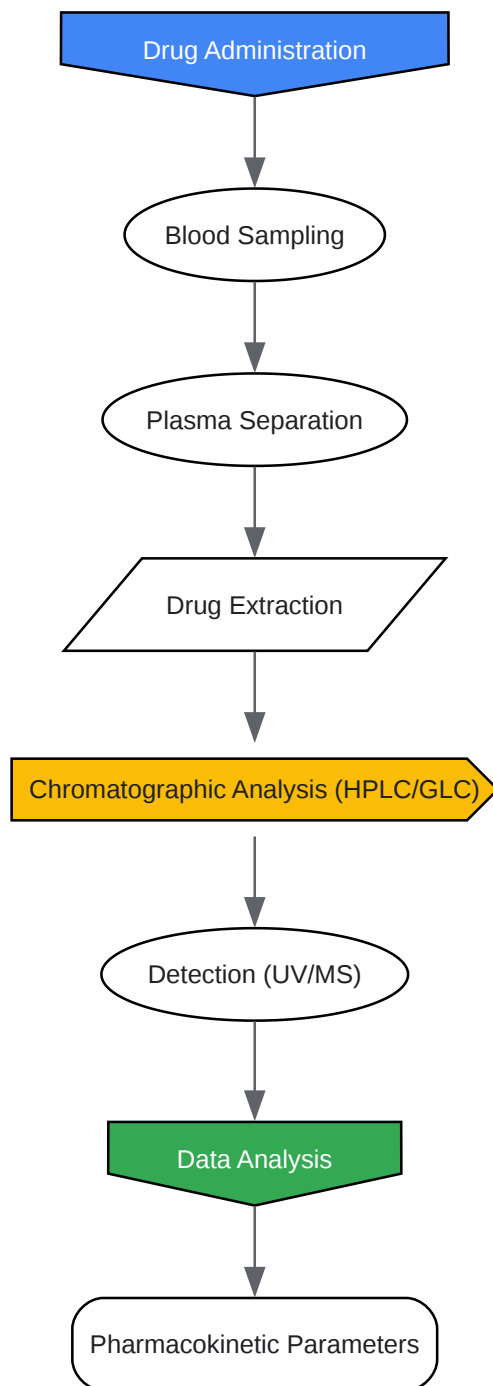 Drug Administration
Blood Sampling
Plasma Separation
Drug Extraction
Chromatographic Analysis (HPLC/GLC)
Detection (UV/MS)
Data Analysis
Pharmacokinetic Parameters